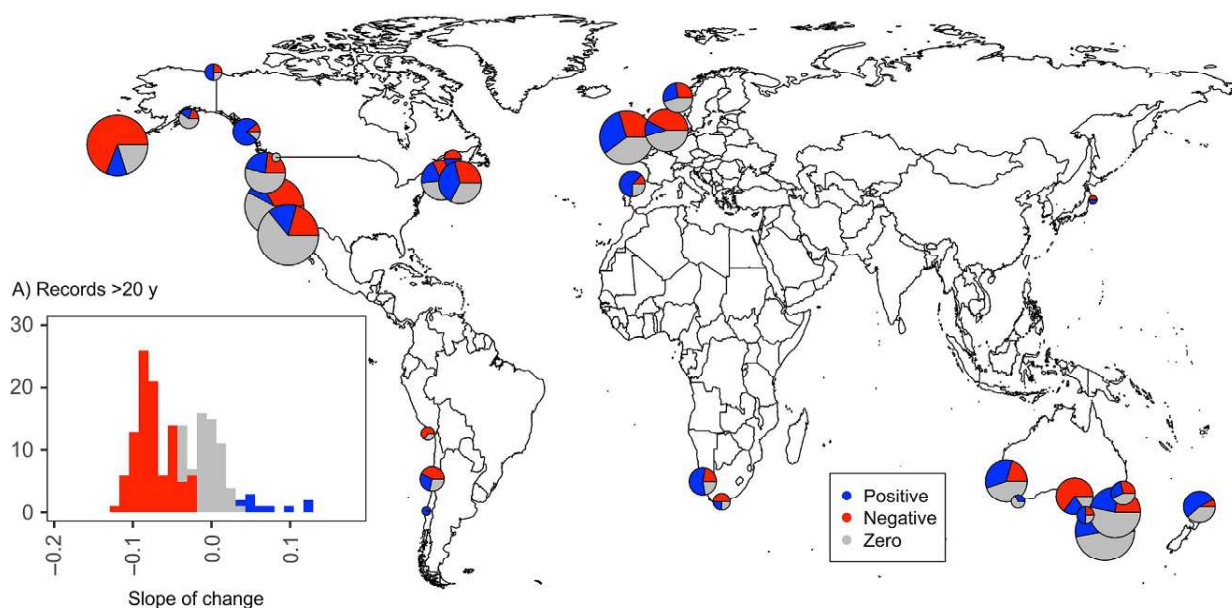 A) Records >20 y
30
20
10
0
-0.2
-0.1
0.0
0.1
Slope of change
Positive
Negative
Zero